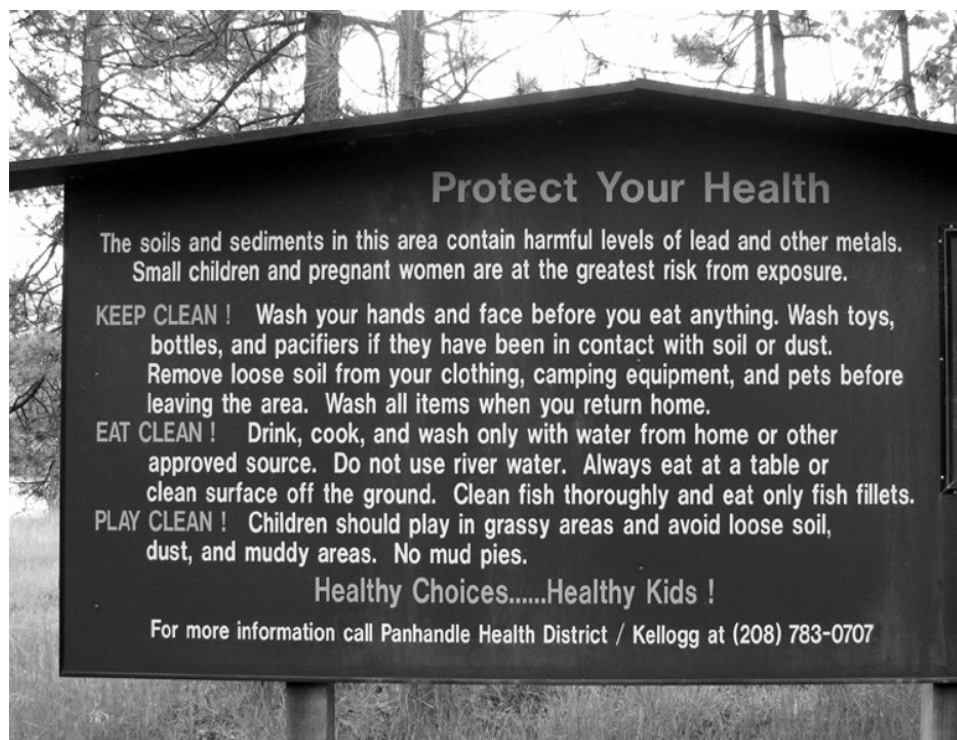 Protect Your Health
The soils and sediments in this area contain harmful levels of lead and other metals.
Small children and pregnant women are at the greatest risk from exposure.
KEEP CLEAN ! Wash your hands and face before you eat anything. Wash toys,
bottles, and pacifiers if they have been in contact with soil or dust.
Remove loose soil from your clothing, camping equipment, and pets before
leaving the area. Wash all items when you return home.
EAT CLEAN ! Drink, cook, and wash only with water from home or other
approved source. Do not use river water. Always eat at a table or
clean surface off the ground. Clean fish thoroughly and eat only fish fillets.
PLAY CLEAN ! Children should play in grassy areas and avoid loose soil,
dust, and muddy areas. No mud pies.
Healthy Choices......Healthy Kids !
For more information call Panhandle Health District / Kellogg at (208) 783-0707